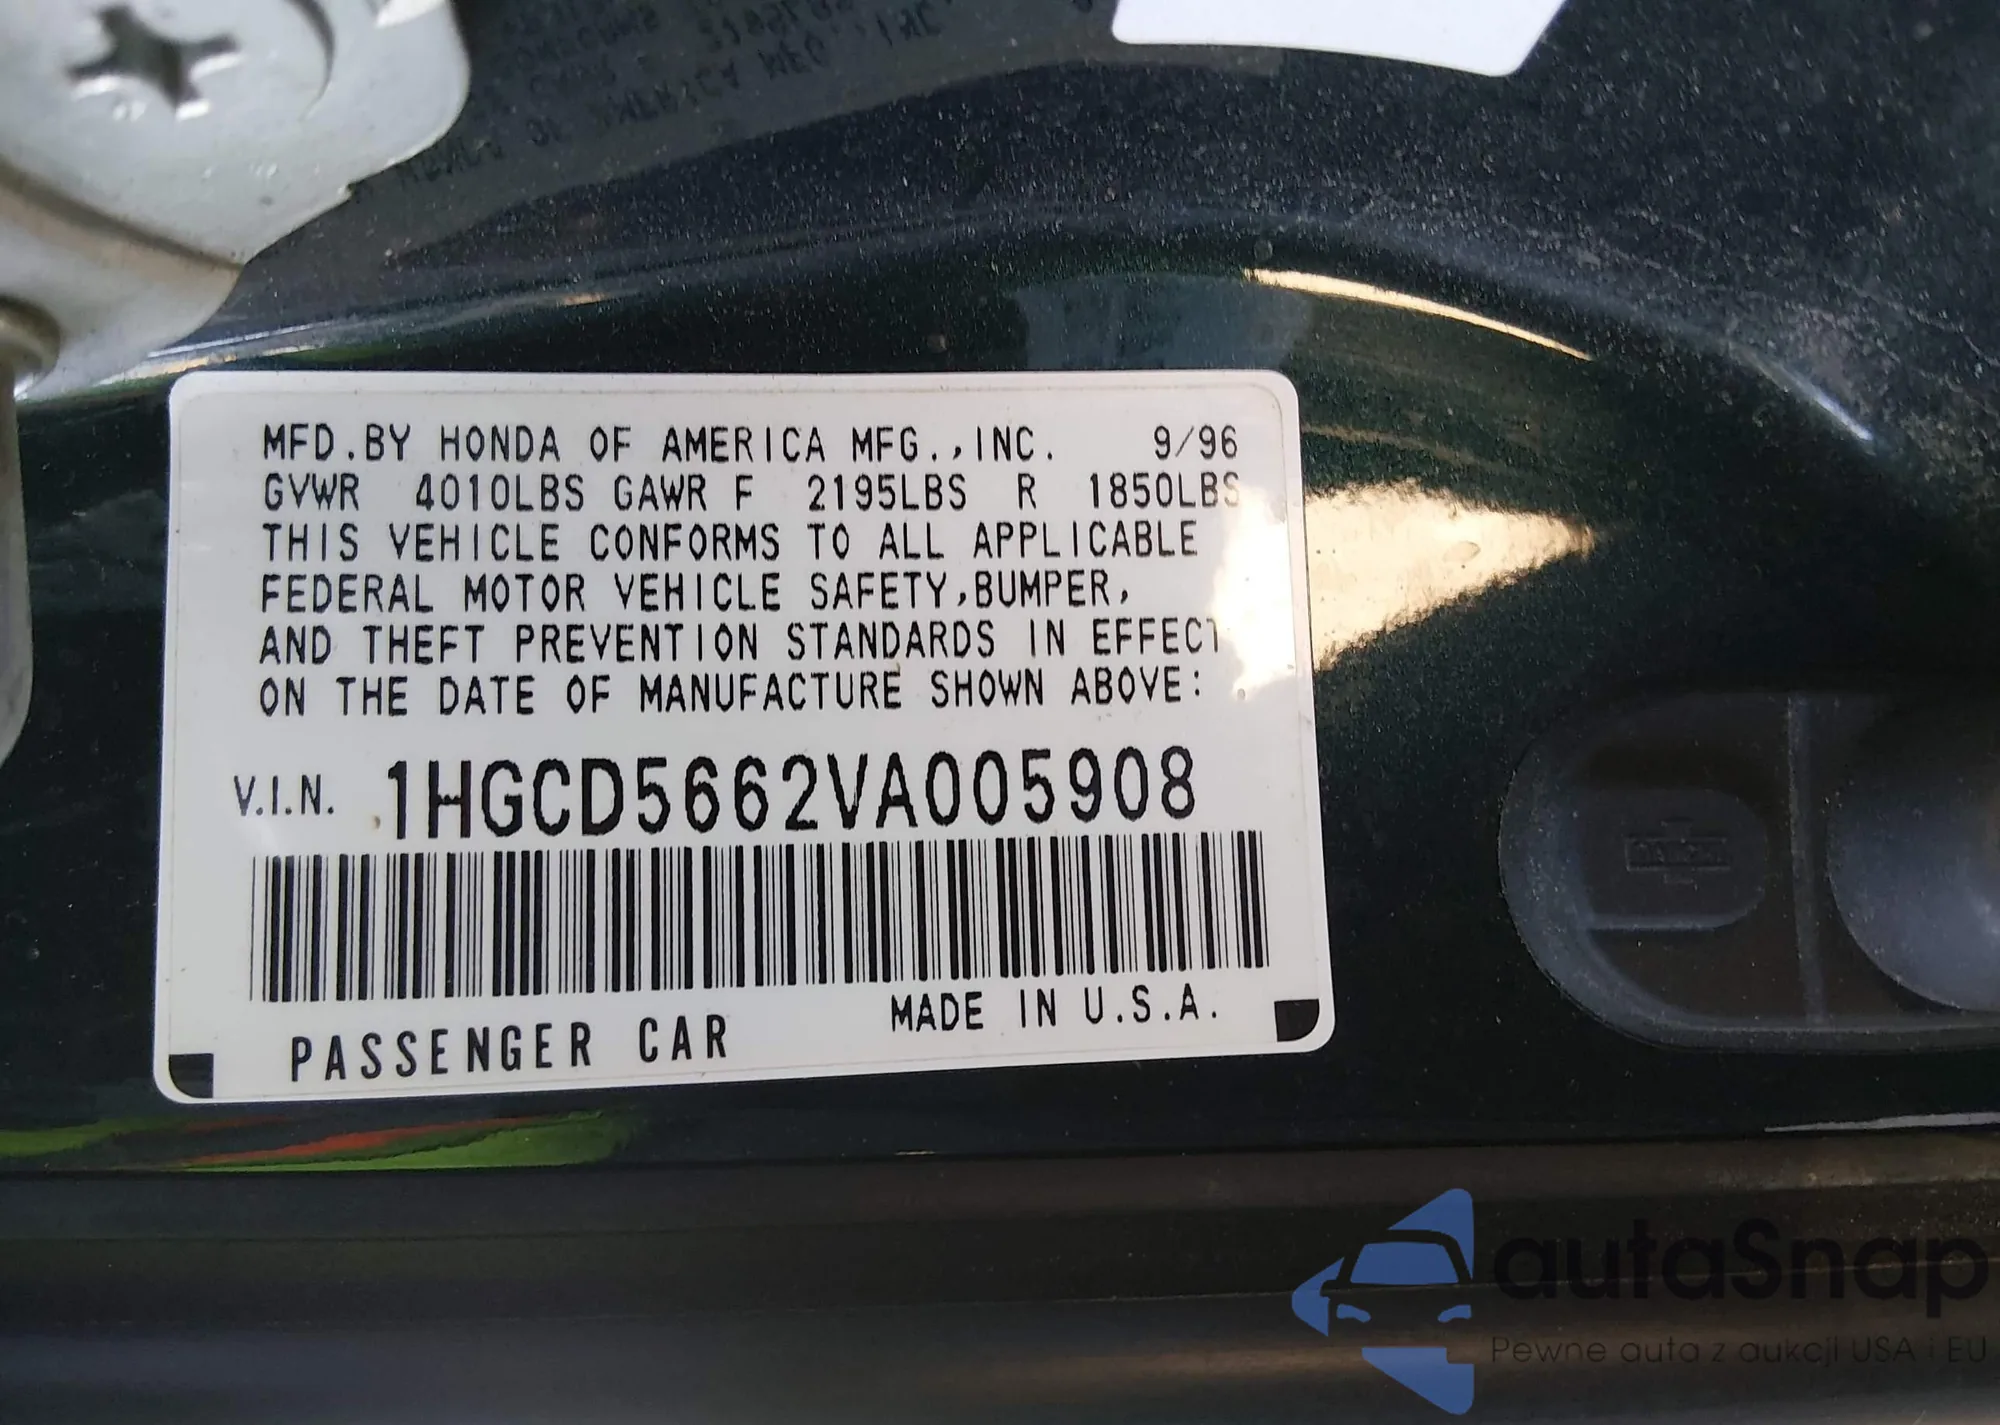 MFD.BY HONDA OF AMERICA MFG.,INC. 9/96
GVWR 4010LBS GAWR F 2195LBS R 1850LBS
THIS VEHICLE CONFORMS TO ALL APPLICABLE
FEDERAL MOTOR VEHICLE SAFETY,BUMPER,
AND THEFT PREVENTION STANDARDS IN EFFECT
ON THE DATE OF MANUFACTURE SHOWN ABOVE:
V.I.N. 1HGCD5662VA005908
PASSENGER CAR MADE IN U.S.A.
autaSnap
Pewne auta z aukcji USA i EU